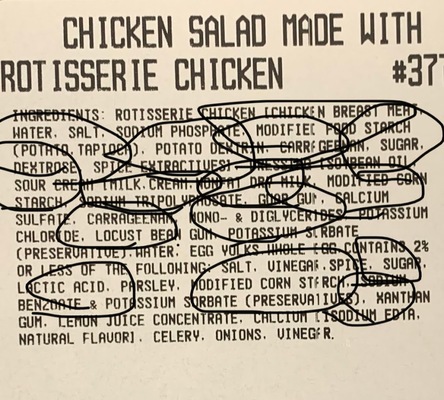 CHICKEN SALAD MADE WITH
ROTISSERIE CHICKEN #377
INGREDIENTS: ROTISSERIE CHICKEN [CHICKEN BREAST MEAT,
WATER, SALT, SODIUM PHOSPHATE, MODIFIED FOOD STARCH
(POTATO, TAPIOCA), POTATO DEXTRIN, CARRAGEENAN, SUGAR,
DEXTROSE, SPICE EXTRACTIVES] DRESSING [SOYBEAN OIL,
SOUR CREAM (MILK, CREAM, NONFAT DRY MILK, MODIFIED CORN
STARCH, SODIUM TRIPOLYPHOSPHATE, GUAR GUM, CALCIUM
SULFATE, CARRAGEENAN, MONO- & DIGLYCERIDES, POTASSIUM
CHLORIDE, LOCUST BEAN GUM, POTASSIUM SORBATE
(PRESERVATIVE), WATER, EGG YOLKS, WHOLE EGG, CONTAINS 2%
OR LESS OF THE FOLLOWING: SALT, VINEGAR, SPICE, SUGAR,
LACTIC ACID, PARSLEY, MODIFIED CORN STARCH, SODIUM
BENZOATE & POTASSIUM SORBATE (PRESERVATIVES), XANTHAN
GUM, LEMON JUICE CONCENTRATE, CALCIUM DISODIUM EDTA,
NATURAL FLAVOR], CELERY, ONIONS, VINEGAR.